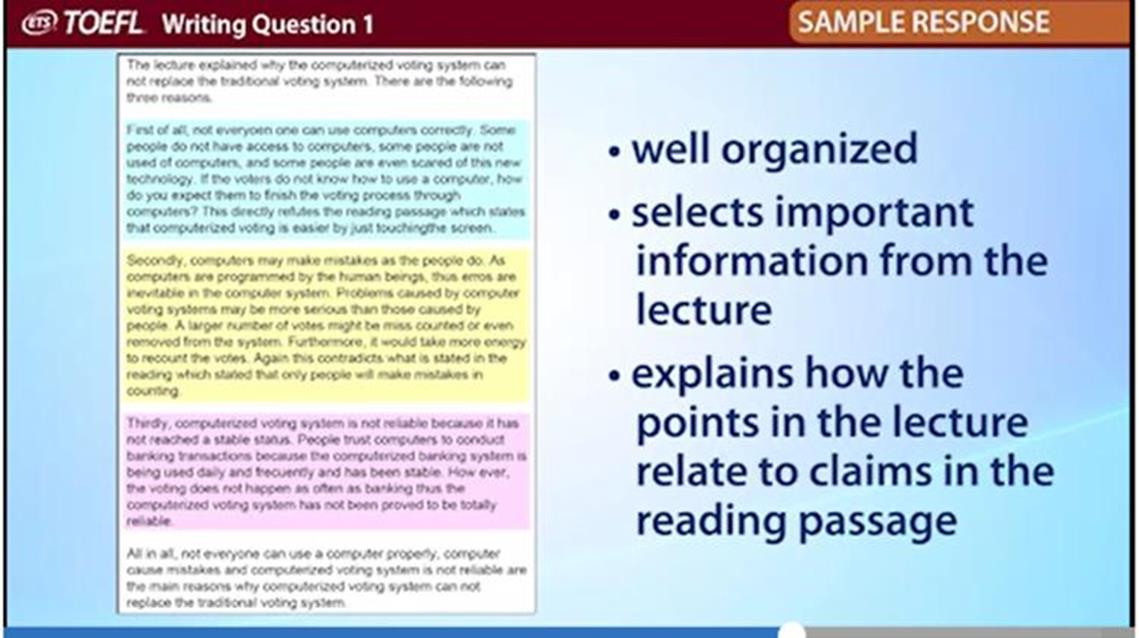 ETS TOEFL Writing Question 1
SAMPLE RESPONSE
The lecture explained why the computerized voting system can
not replace the traditional voting system. There are the following
three reasons.
First of all, not everyoen one can use computers correctly. Some
people do not have access to computers, some people are not
used of computers, and some people are even scared of this new
technology. If the voters do not know how to use a computer, how
do you expect them to finish the voting process through
computers? This directly refutes the reading passage which states
that computerized voting is easier by just touchingthe screen.
Secondly, computers may make mistakes as the people do. As
computers are programmed by the human beings, thus erros are
inevitable in the computer system. Problems caused by computer
voting systems may be more serious than those caused by
people. A larger number of votes might be miss counted or even
removed from the system. Furthermore, it would take more energy
to recount the votes. Again this contradicts what is stated in the
reading which stated that only people will make mistakes in
counting.
Thirdly, computerized voting system is not reliable because it has
not reached a stable status. People trust computers to conduct
banking transactions because the computerized banking system is
being used daily and frecuently and has been stable. How ever,
the voting does not happen as often as banking thus the
computerized voting system has not been proved to be totally
reliable.
All in all, not everyone can use a computer properly, computer
cause mistakes and computerized voting system is not reliable are
the main reasons why computerized voting system can not
replace the traditional voting system.
• well organized
• selects important
information from the
lecture
• explains how the
points in the lecture
relate to claims in the
reading passage